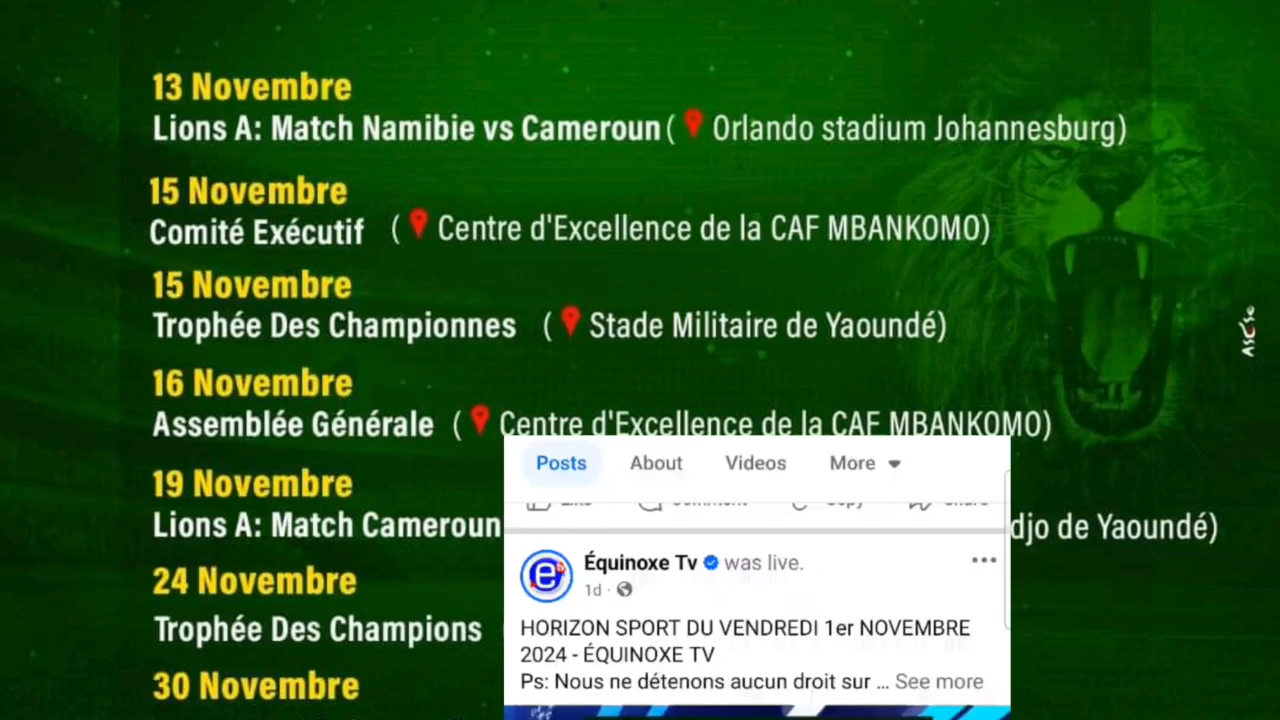 13 Novembre
Lions A: Match Namibie vs Cameroun ( Orlando stadium Johannesburg)
15 Novembre
Comité Exécutif ( Centre d'Excellence de la CAF MBANKOMO)
15 Novembre
Trophée Des Championnes ( Stade Militaire de Yaoundé)
16 Novembre
Assemblée Générale ( Centre d'Excellence de la CAF MBANKOMO)
19 Novembre
Lions A: Match Cameroun
djo de Yaoundé)
24 Novembre
Trophée Des Champions
30 Novembre
Posts About Videos More
Like Comment Copy Share
Équinoxe Tv was live.
1d ·
HORIZON SPORT DU VENDREDI 1er NOVEMBRE
2024 - ÉQUINOXE TV
Ps: Nous ne détenons aucun droit sur ... See more